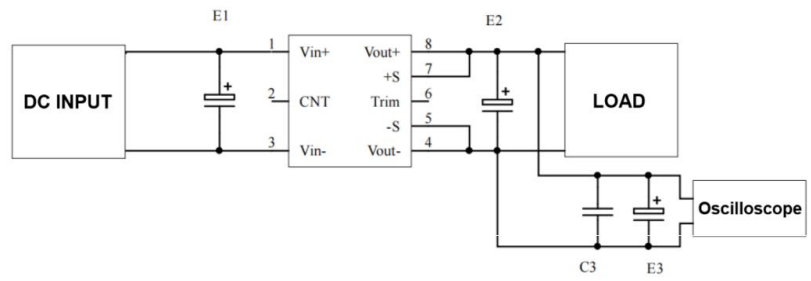 E1
E2
1
Vin+
Vout+
8
+S
7
DC INPUT
+
2
CNT
Trim
6
+
LOAD
-S
5
3
Vin-
Vout-
4
+
Oscilloscope
C3
E3